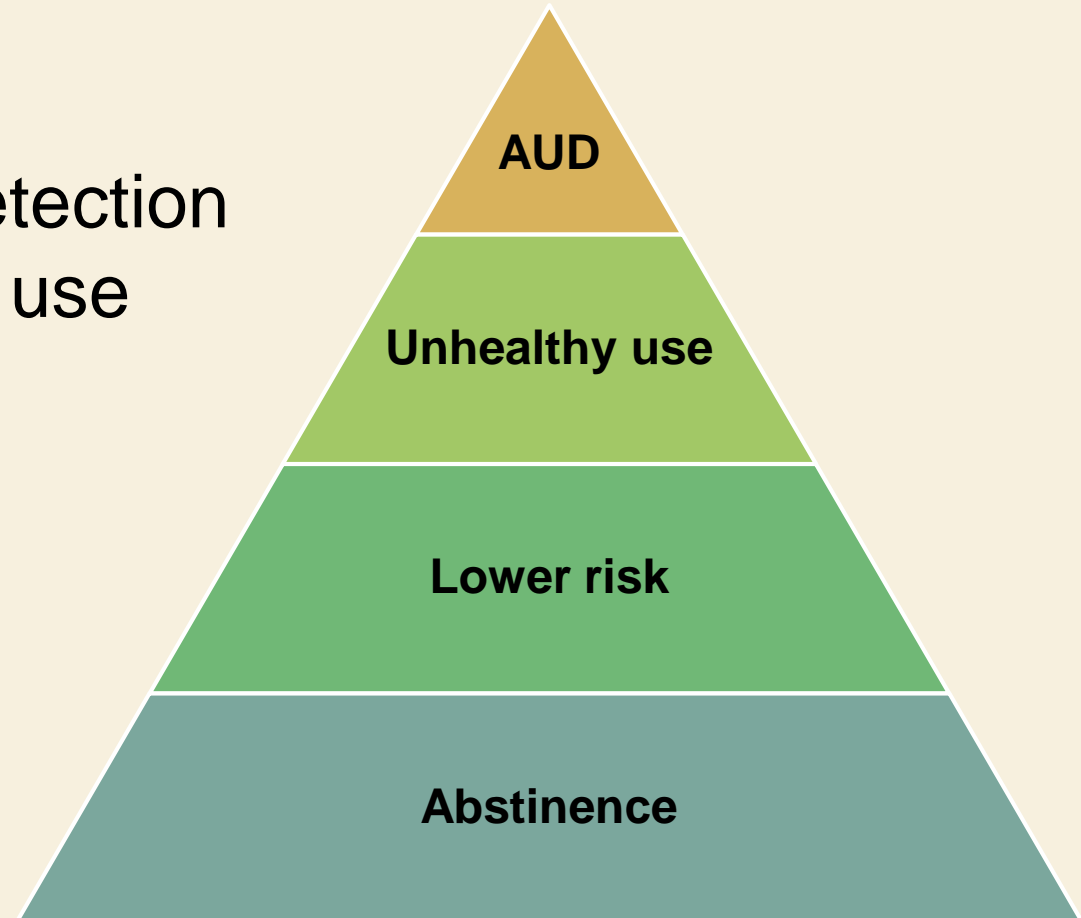 AUD
etection
use
Unhealthy use
Lower risk
Abstinence